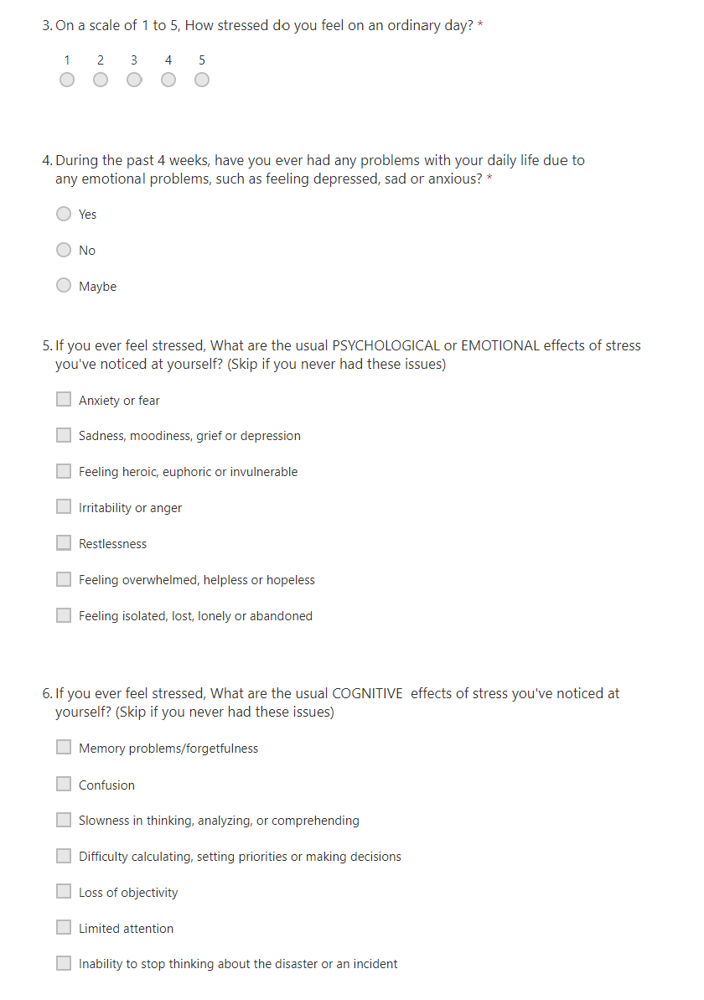 3. On a scale of 1 to 5, How stressed do you feel on an ordinary day? *
1 2 3 4 5
4. During the past 4 weeks, have you ever had any problems with your daily life due to
any emotional problems, such as feeling depressed, sad or anxious? *
Yes
No
Maybe
5. If you ever feel stressed, What are the usual PSYCHOLOGICAL or EMOTIONAL effects of stress
you've noticed at yourself? (Skip if you never had these issues)
Anxiety or fear
Sadness, moodiness, grief or depression
Feeling heroic, euphoric or invulnerable
Irritability or anger
Restlessness
Feeling overwhelmed, helpless or hopeless
Feeling isolated, lost, lonely or abandoned
6. If you ever feel stressed, What are the usual COGNITIVE  effects of stress you've noticed at
yourself? (Skip if you never had these issues)
Memory problems/forgetfulness
Confusion
Slowness in thinking, analyzing, or comprehending
Difficulty calculating, setting priorities or making decisions
Loss of objectivity
Limited attention
Inability to stop thinking about the disaster or an incident